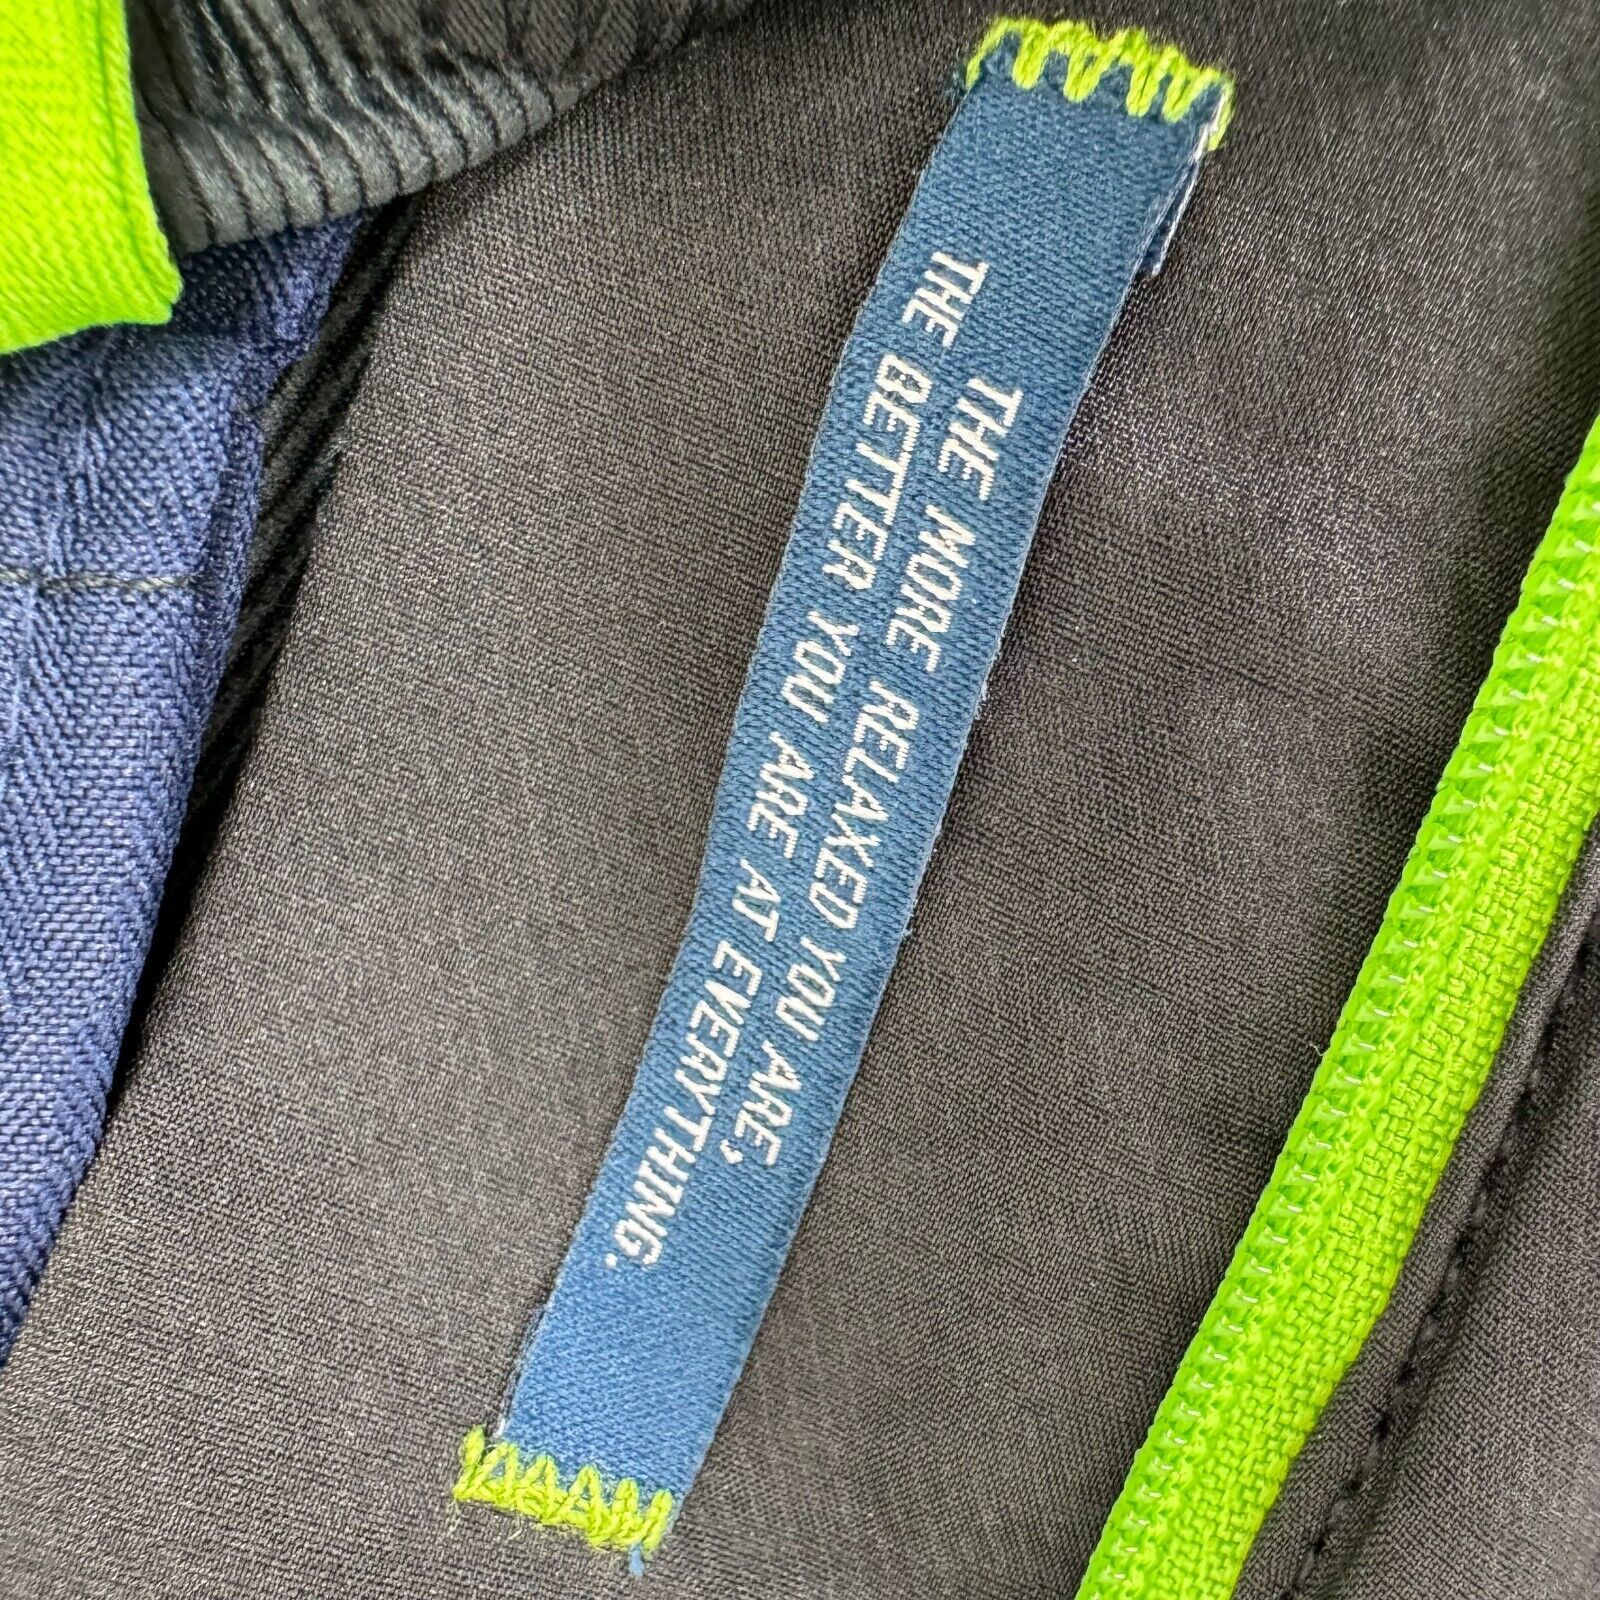 THE MORE RELAXED YOU ARE,
THE BETTER YOU ARE AT EVERYTHING.